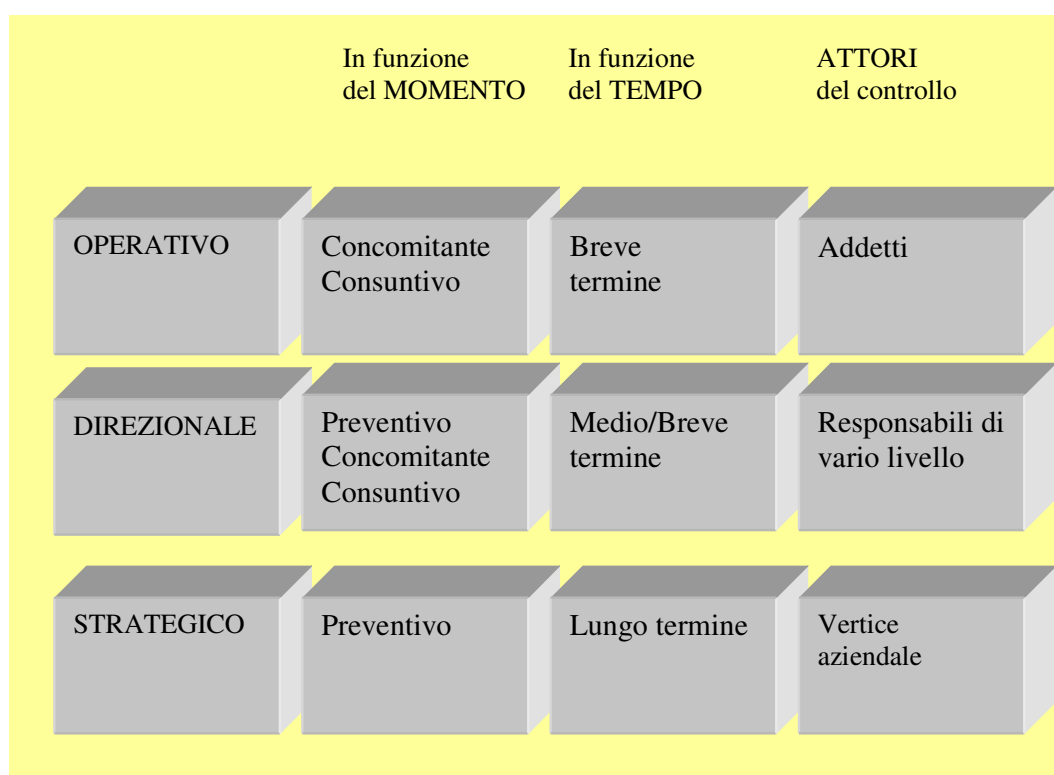 In funzione
del MOMENTO
In funzione
del TEMPO
ATTORI
del controllo
OPERATIVO
Concomitante
Consuntivo
Breve
termine
Addetti
DIREZIONALE
Preventivo
Concomitante
Consuntivo
Medio/Breve
termine
Responsabili di
vario livello
STRATEGICO
Preventivo
Lungo termine
Vertice
aziendale